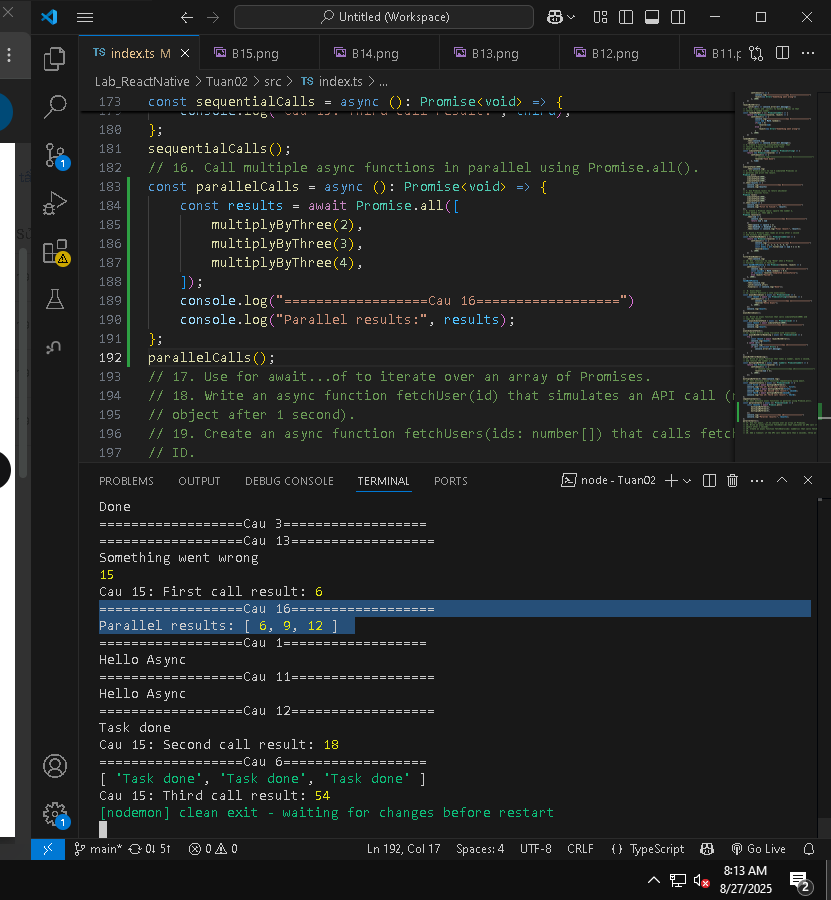 Untitled (Workspace)
TS index.ts M
B15.png
B14.png
B13.png
B12.png
Lab_ReactNative > Tuan02 > src > TS index.ts > ...
173 const sequentialCalls = async (): Promise<void> => {
180 };
181 sequentialCalls();
182 // 16. Call multiple async functions in parallel using Promise.all().
183 const parallelCalls = async (): Promise<void> => {
184 const results = await Promise.all([
185 multiplyByThree(2),
186 multiplyByThree(3),
187 multiplyByThree(4),
188 ]);
189 console.log("==================Cau 16==================")
190 console.log("Parallel results:", results);
191 };
192 parallelCalls();
193 // 17. Use for await...of to iterate over an array of Promises.
194 // 18. Write an async function fetchUser(id) that simulates an API call (
195 // object after 1 second).
196 // 19. Create an async function fetchUsers(ids: number[]) that calls fetc
197 // ID.
PROBLEMS OUTPUT DEBUG CONSOLE TERMINAL PORTS
node - Tuan02
Done
==================Cau 3==================
==================Cau 13==================
Something went wrong
15
Cau 15: First call result: 6
==================Cau 16==================
Parallel results: [ 6, 9, 12 ]
==================Cau 1==================
Hello Async
==================Cau 11==================
Hello Async
==================Cau 12==================
Task done
Cau 15: Second call result: 18
==================Cau 6==================
[ 'Task done', 'Task done', 'Task done' ]
Cau 15: Third call result: 54
[nodemon] clean exit - waiting for changes before restart
main* 0↓ 5↑ 0 0 Ln 192, Col 17 Spaces: 4 UTF-8 CRLF {} TypeScript Go Live
8:13 AM
8/27/2025
2